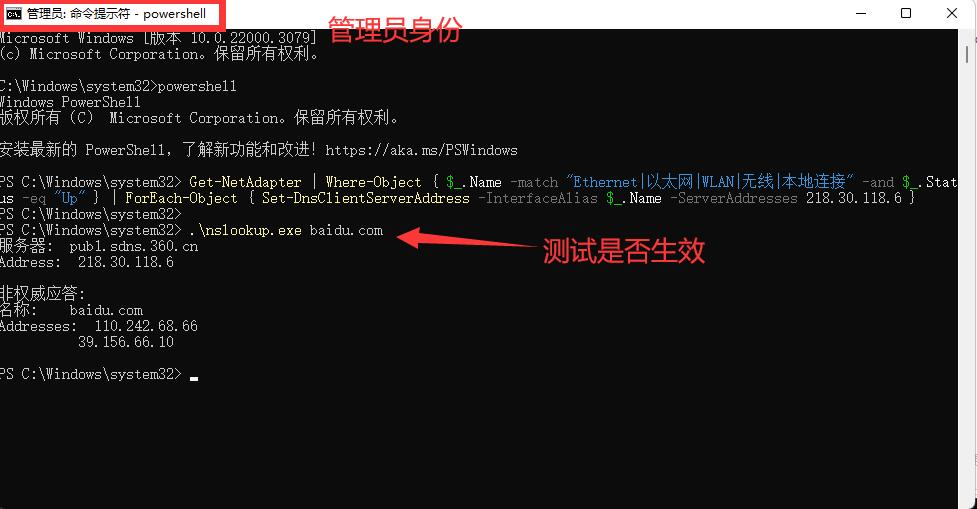 管理员: 命令提示符 - powershell
管理员身份
Microsoft Windows [版本 10.0.22000.3079]
(c) Microsoft Corporation。保留所有权利。
C:\Windows\system32>powershell
Windows PowerShell
版权所有 (C)  Microsoft Corporation。保留所有权利。
安装最新的 PowerShell，了解新功能和改进！https://aka.ms/PSWindows
PS C:\Windows\system32> Get-NetAdapter | Where-Object { $_.Name -match "Ethernet|以太网|WLAN|无线|本地连接" -and $_.Stat
us -eq "Up" } | ForEach-Object { Set-DnsClientServerAddress -InterfaceAlias $_.Name -ServerAddresses 218.30.118.6 }
PS C:\Windows\system32>
PS C:\Windows\system32> .\nslookup.exe baidu.com
测试是否生效
服务器:  pub1.sdns.360.cn
Address:  218.30.118.6
非权威应答:
名称:    baidu.com
Addresses:  110.242.68.66
39.156.66.10
PS C:\Windows\system32>